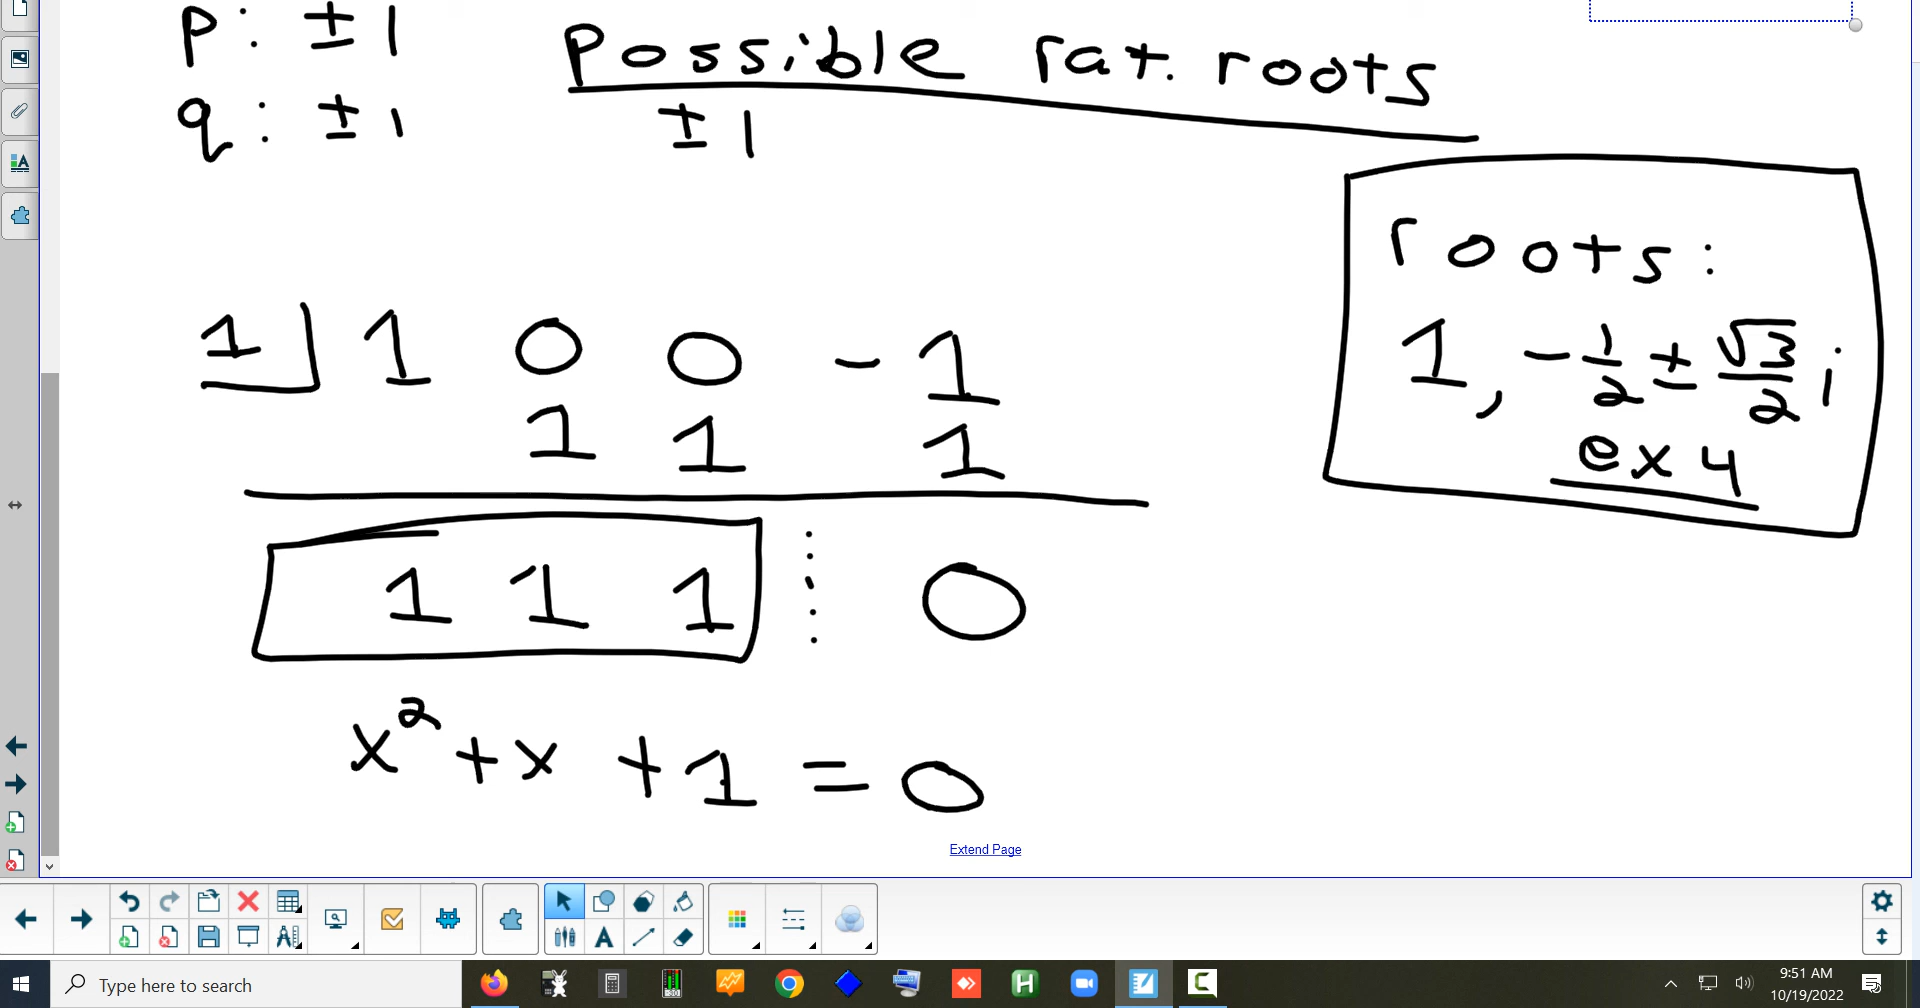 p: ±1
Possible rat. roots
q: ±1
±1
roots:
1, -1/2 ± √3/2 i
ex 4
1⌋ 1 0 0 -1
1 1 1
1 1 1 ⋮ 0
x² + x + 1 = 0
Extend Page
Type here to search
9:51 AM
10/19/2022